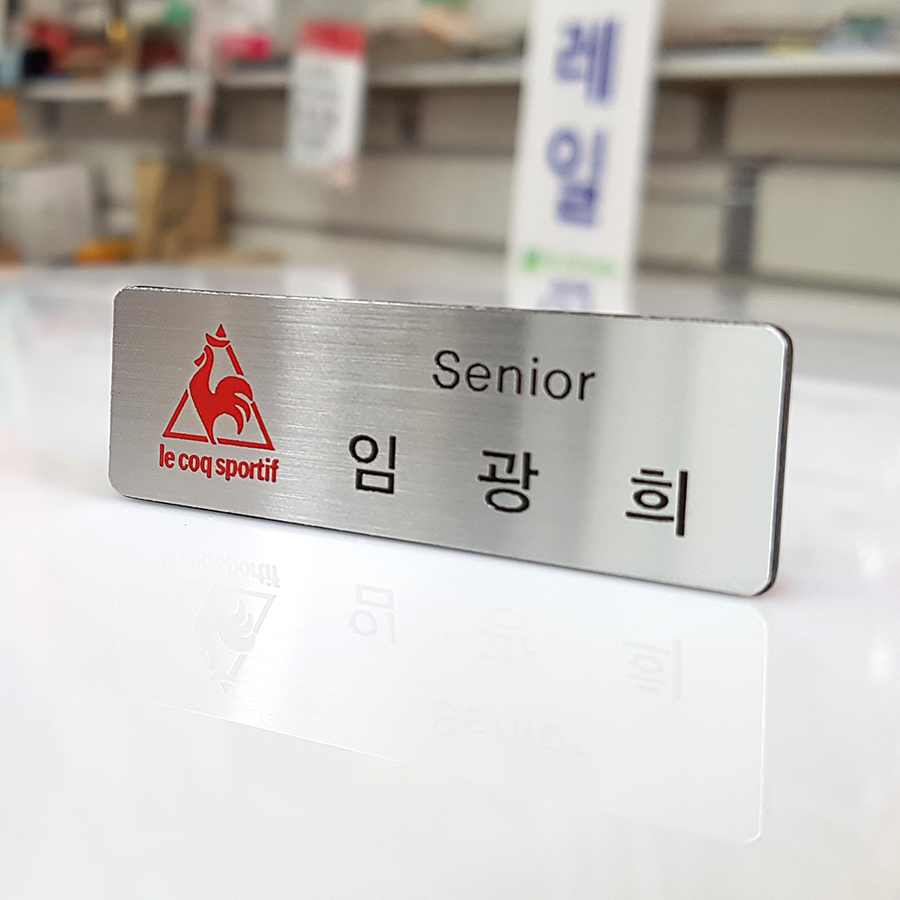 레
일
Senior
le coq sportif
임 광 희